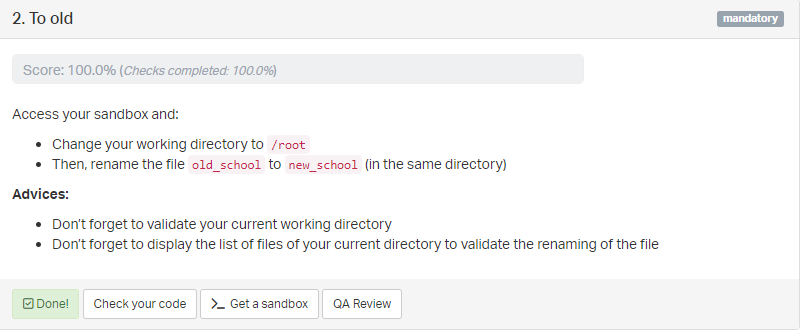 2. To old
mandatory
Score: 100.0% (Checks completed: 100.0%)
Access your sandbox and:
Change your working directory to /root
Then, rename the file old_school to new_school (in the same directory)
Advices:
Don't forget to validate your current working directory
Don't forget to display the list of files of your current directory to validate the renaming of the file
Done!
Check your code
>_ Get a sandbox
QA Review